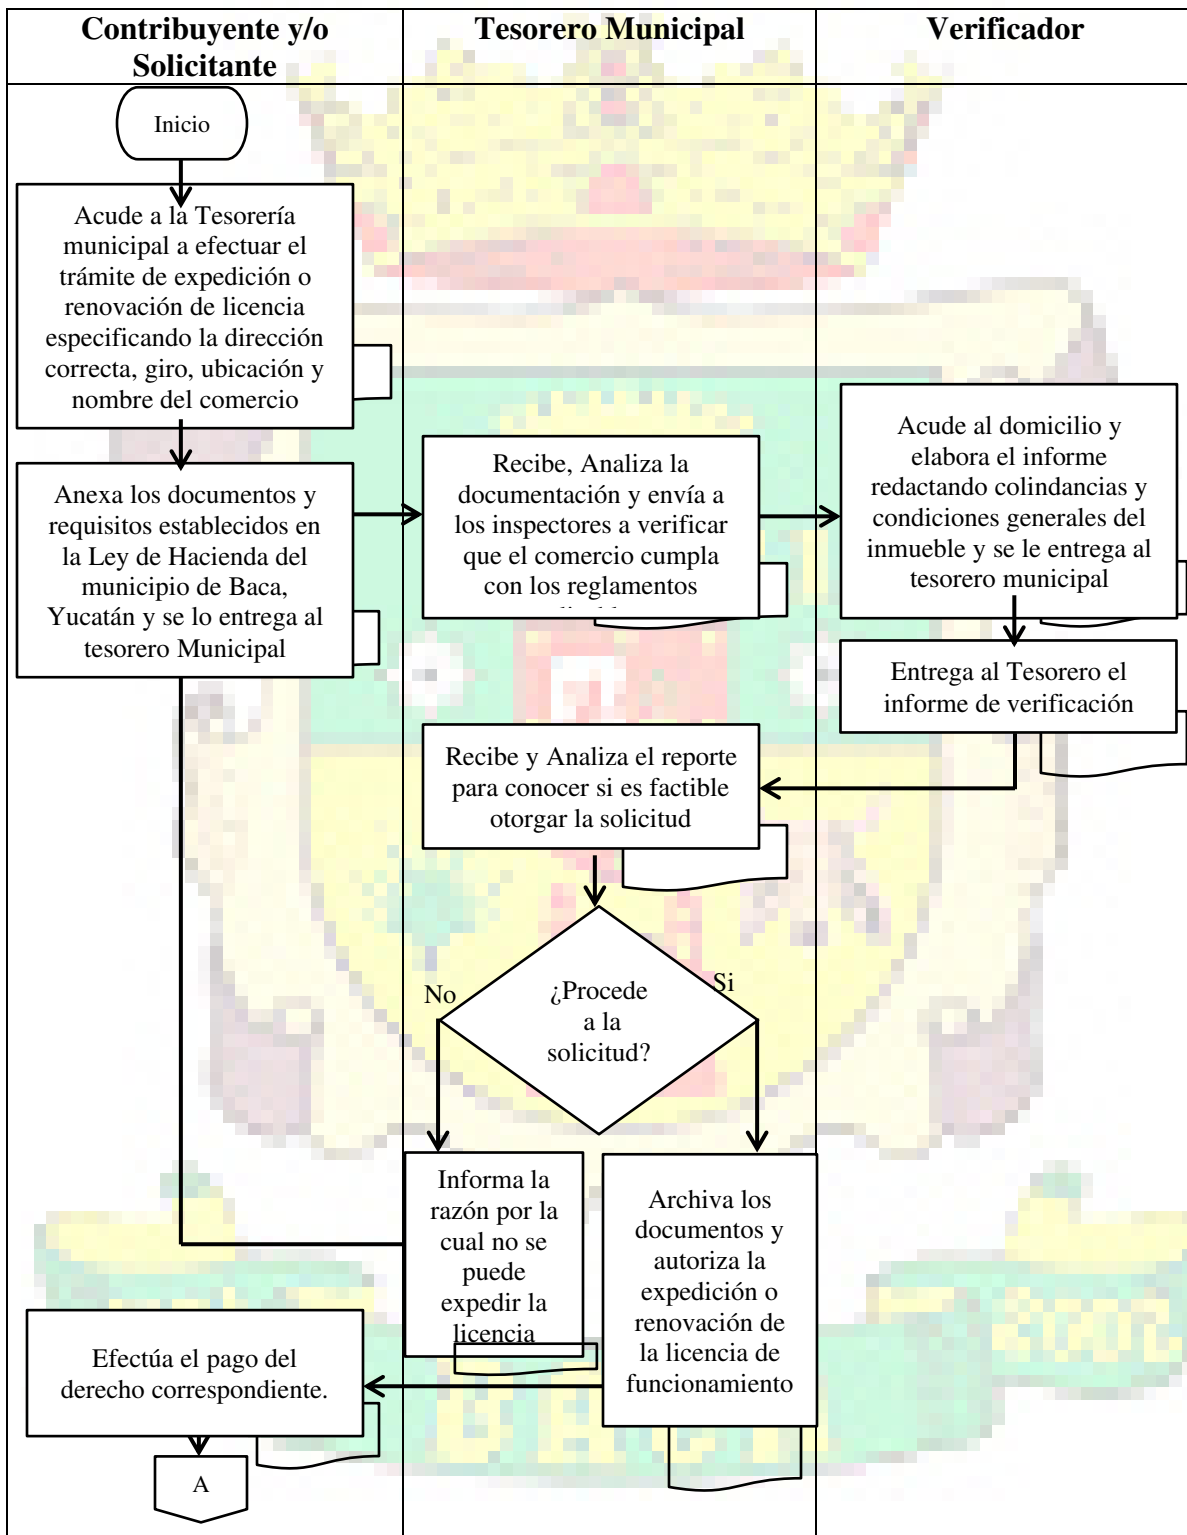 Contribuyente y/o
Solicitante
Tesorero Municipal
Verificador
Inicio
Acude a la Tesorería
municipal a efectuar el
trámite de expedición o
renovación de licencia
especificando la dirección
correcta, giro, ubicación y
nombre del comercio
Anexa los documentos y
requisitos establecidos en
la Ley de Hacienda del
municipio de Baca,
Yucatán y se lo entrega al
tesorero Municipal
Recibe, Analiza la
documentación y envía a
los inspectores a verificar
que el comercio cumpla
con los reglamentos
Acude al domicilio y
elabora el informe
redactando colindancias y
condiciones generales del
inmueble y se le entrega al
tesorero municipal
Entrega al Tesorero el
informe de verificación
Recibe y Analiza el reporte
para conocer si es factible
otorgar la solicitud
¿Procede
a la
solicitud?
No
Si
Informa la
razón por la
cual no se
puede
expedir la
licencia
Archiva los
documentos y
autoriza la
expedición o
renovación de
la licencia de
funcionamiento
Efectúa el pago del
derecho correspondiente.
A